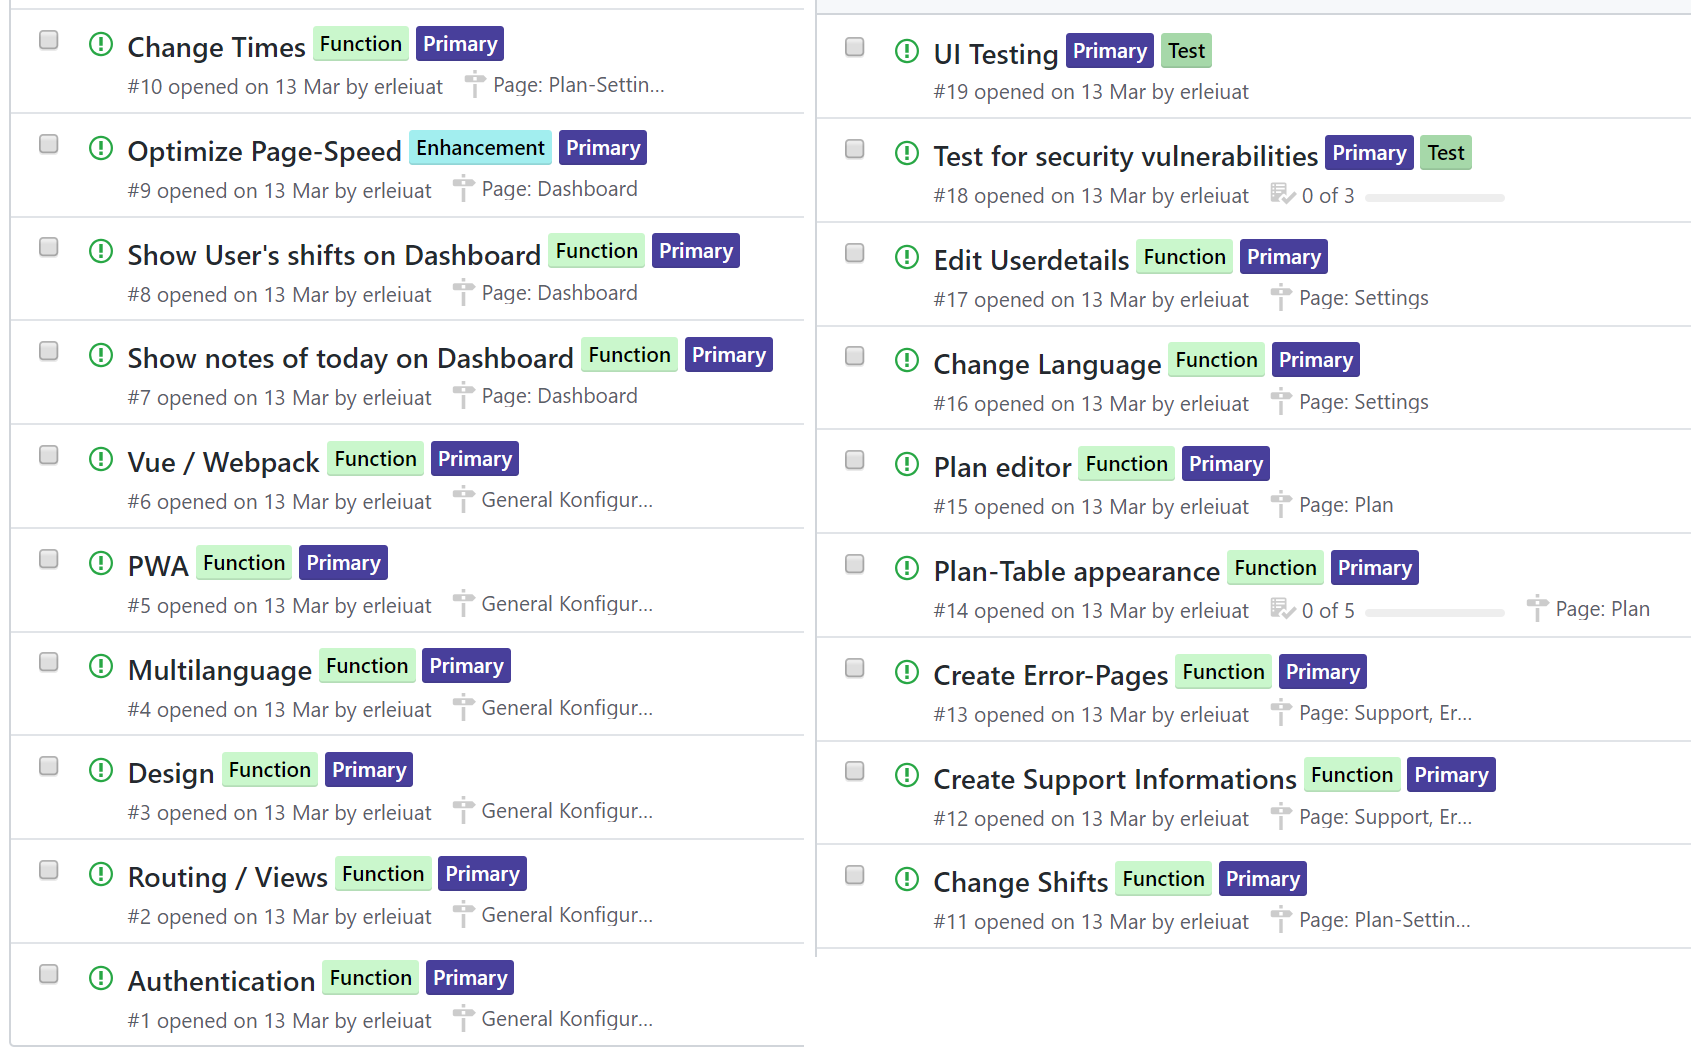 Change Times Function Primary
#10 opened on 13 Mar by erleiuat Page: Plan-Settin...
Optimize Page-Speed Enhancement Primary
#9 opened on 13 Mar by erleiuat Page: Dashboard
Show User's shifts on Dashboard Function Primary
#8 opened on 13 Mar by erleiuat Page: Dashboard
Show notes of today on Dashboard Function Primary
#7 opened on 13 Mar by erleiuat Page: Dashboard
Vue / Webpack Function Primary
#6 opened on 13 Mar by erleiuat General Konfigur...
PWA Function Primary
#5 opened on 13 Mar by erleiuat General Konfigur...
Multilanguage Function Primary
#4 opened on 13 Mar by erleiuat General Konfigur...
Design Function Primary
#3 opened on 13 Mar by erleiuat General Konfigur...
Routing / Views Function Primary
#2 opened on 13 Mar by erleiuat General Konfigur...
Authentication Function Primary
#1 opened on 13 Mar by erleiuat General Konfigur...
UI Testing Primary Test
#19 opened on 13 Mar by erleiuat
Test for security vulnerabilities Primary Test
#18 opened on 13 Mar by erleiuat 0 of 3
Edit Userdetails Function Primary
#17 opened on 13 Mar by erleiuat Page: Settings
Change Language Function Primary
#16 opened on 13 Mar by erleiuat Page: Settings
Plan editor Function Primary
#15 opened on 13 Mar by erleiuat Page: Plan
Plan-Table appearance Function Primary
#14 opened on 13 Mar by erleiuat 0 of 5 Page: Plan
Create Error-Pages Function Primary
#13 opened on 13 Mar by erleiuat Page: Support, Er...
Create Support Informations Function Primary
#12 opened on 13 Mar by erleiuat Page: Support, Er...
Change Shifts Function Primary
#11 opened on 13 Mar by erleiuat Page: Plan-Settin...